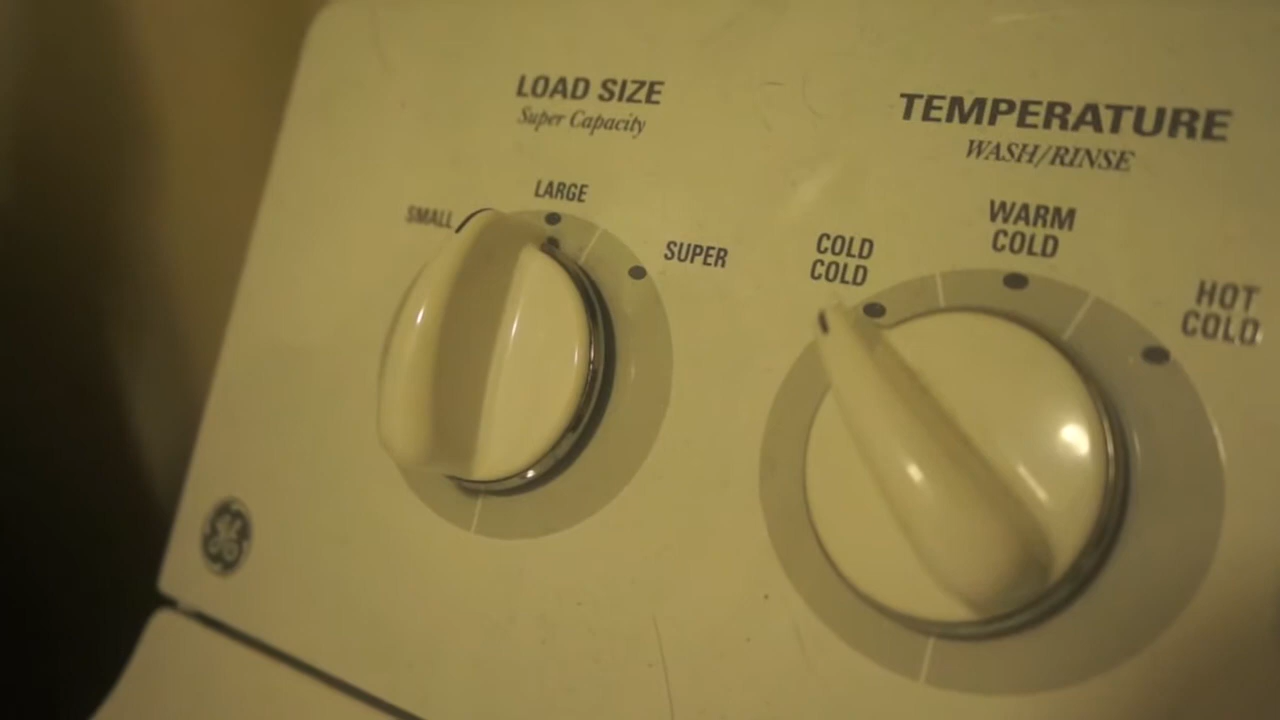 LOAD SIZE
Super Capacity
SMALL
LARGE
SUPER
TEMPERATURE
WASH/RINSE
COLD
COLD
WARM
COLD
HOT
COLD
GE